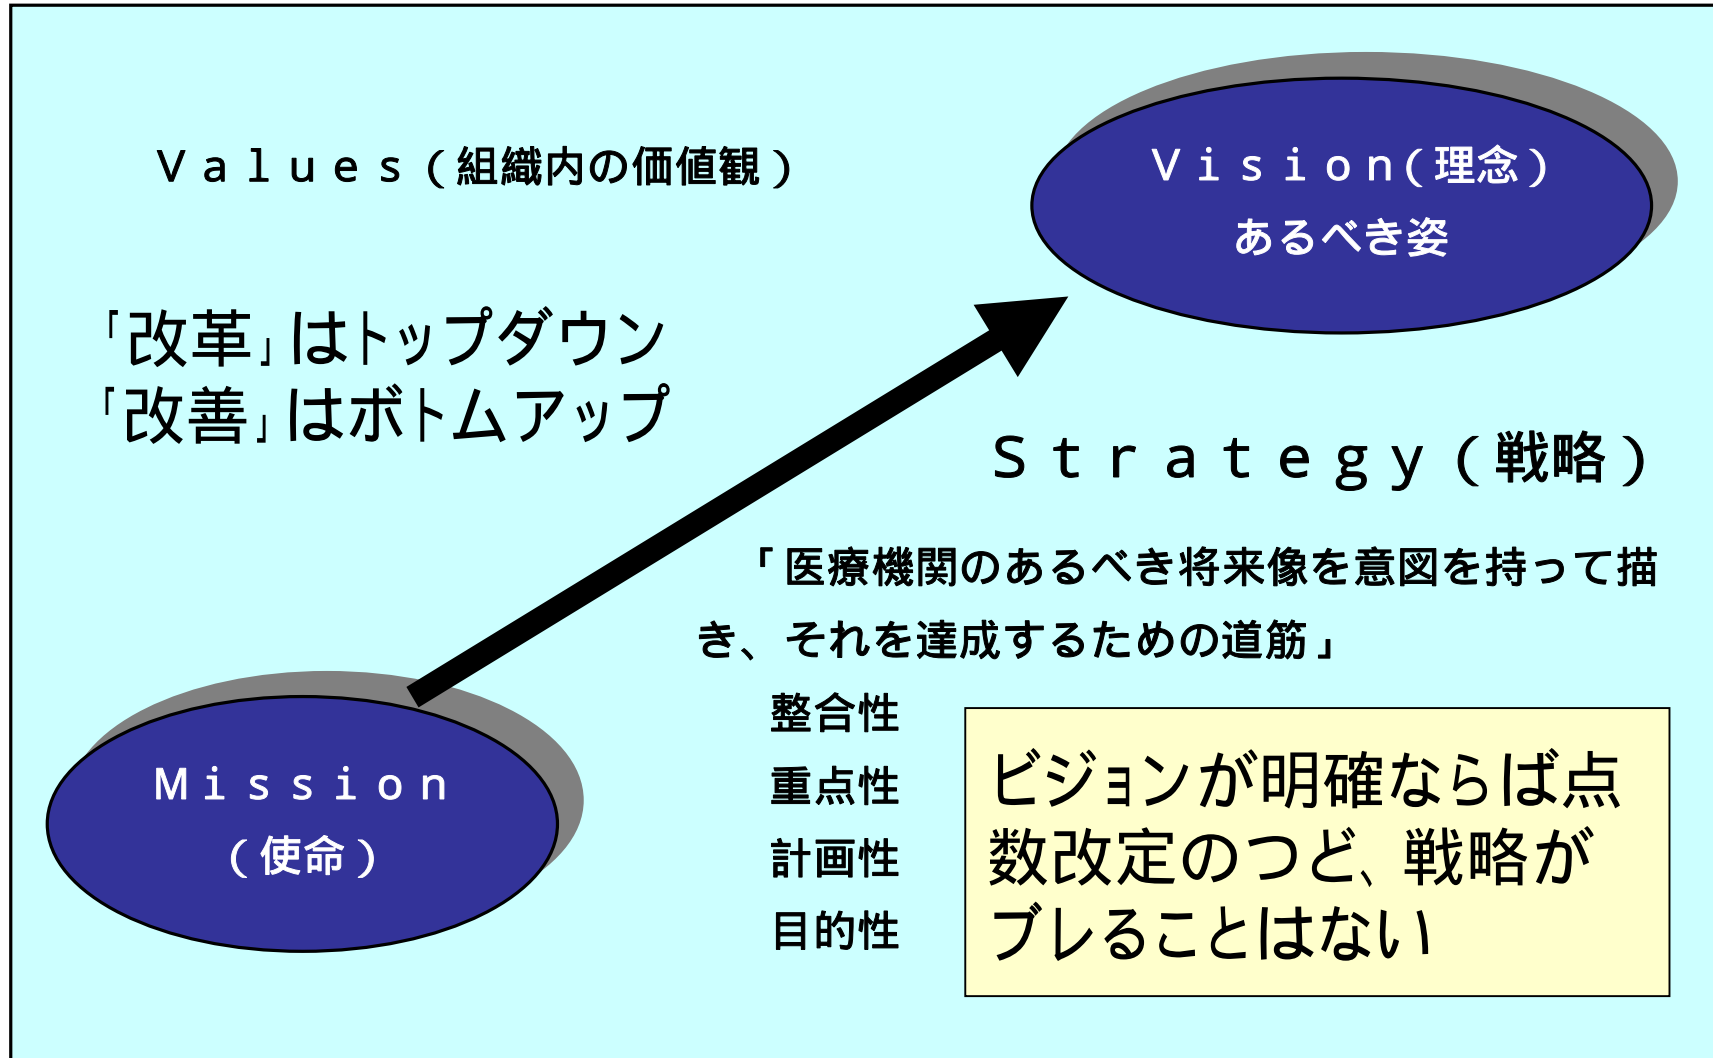 Ｖａｌｕｅｓ（組織内の価値観）
Ｖｉｓｉｏｎ（理念）
あるべき姿
「改革」はトップダウン
「改善」はボトムアップ
Ｓｔｒａｔｅｇｙ（戦略）
「医療機関のあるべき将来像を意図を持って描
き、それを達成するための道筋」
整合性
重点性
計画性
目的性
Ｍｉｓｓｉｏｎ
（使命）
ビジョンが明確ならば点
数改定のつど、戦略が
ブレることはない